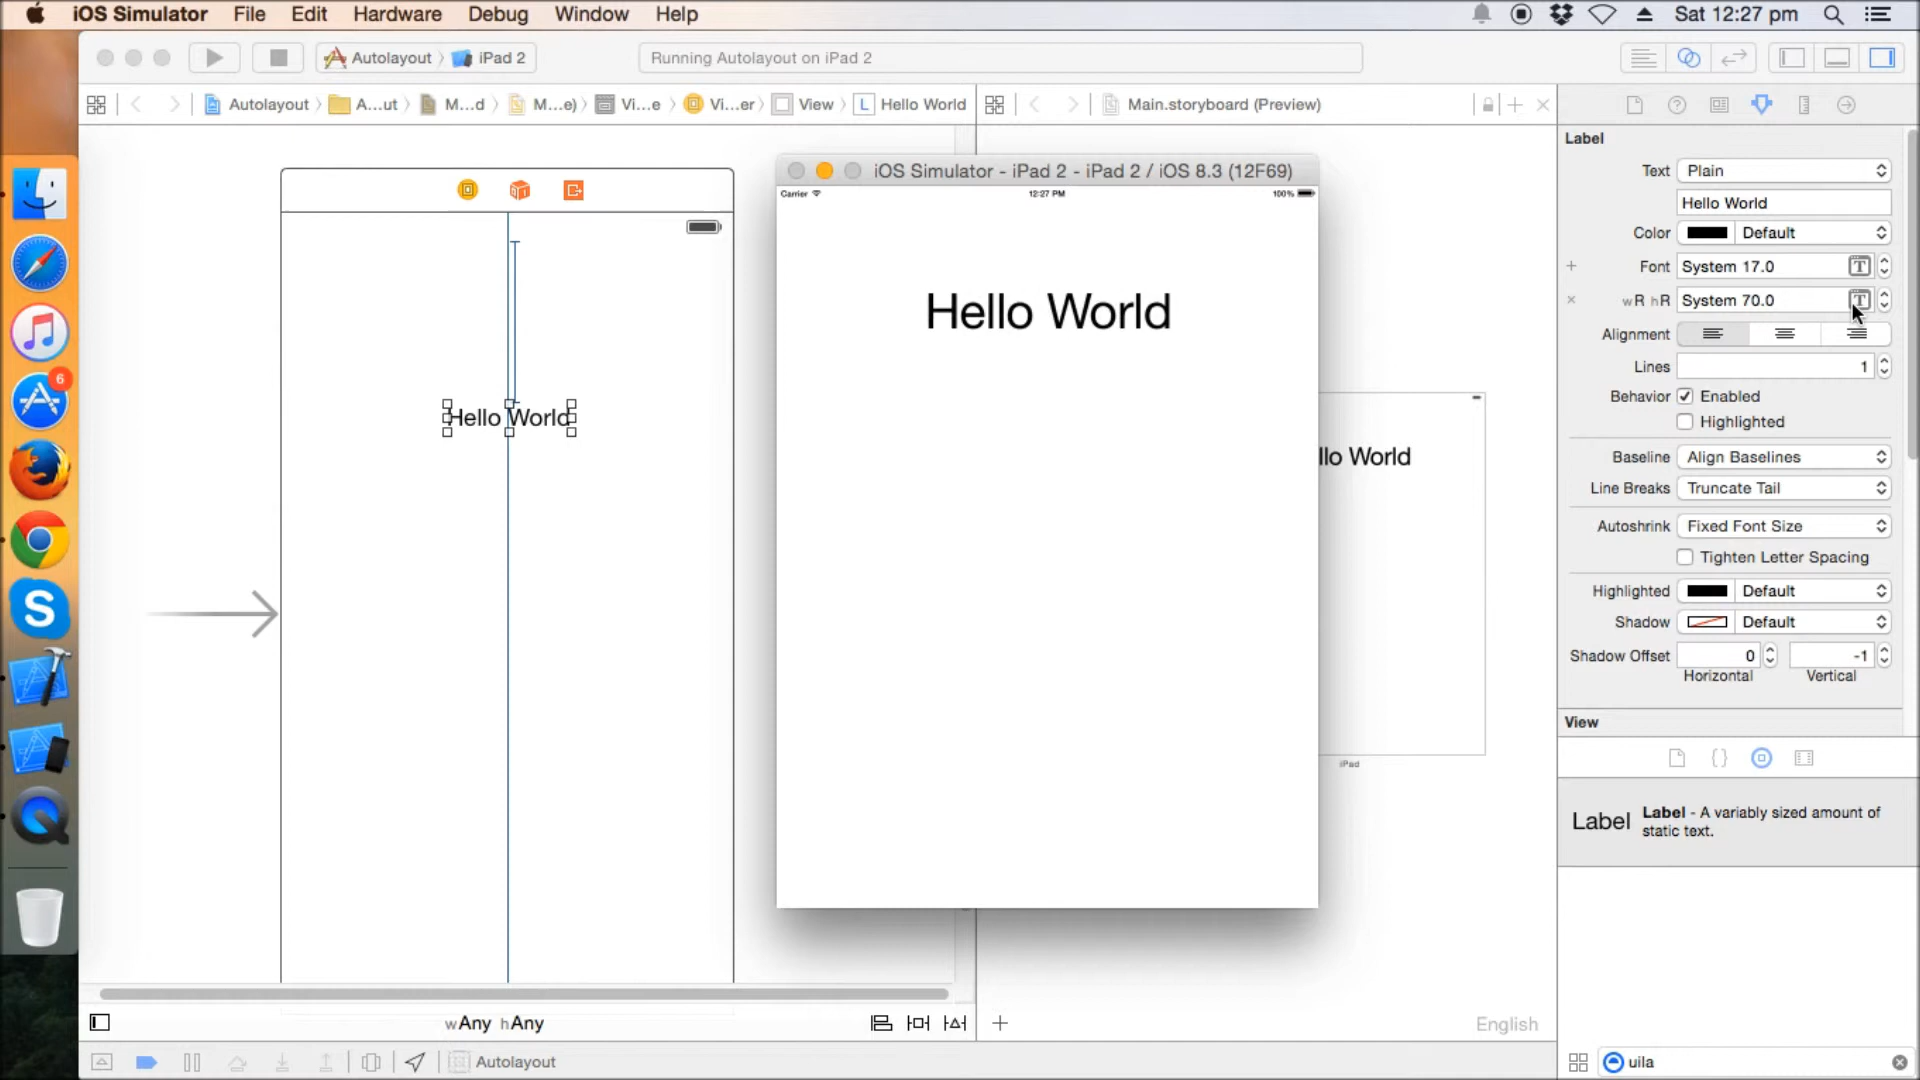 iOS Simulator File Edit Hardware Debug Window Help Sat 12:27 pm
Autolayout iPad 2 Running Autolayout on iPad 2
Autolayout A...ut M...d M...e) Vi...e Vi...er View L Hello World Main.storyboard (Preview)
iOS Simulator - iPad 2 - iPad 2 / iOS 8.3 (12F69)
Carrier 12:27 PM 100%
Hello World
Hello World
llo World
iPad
Label
Text Plain
Hello World
Color Default
Font System 17.0
wR hR System 70.0
Alignment
Lines 1
Behavior Enabled
Highlighted
Baseline Align Baselines
Line Breaks Truncate Tail
Autoshrink Fixed Font Size
Tighten Letter Spacing
Highlighted Default
Shadow Default
Shadow Offset 0 -1
Horizontal Vertical
View
Label Label - A variably sized amount of
static text.
6
S
wAny hAny
English
Autolayout
uila